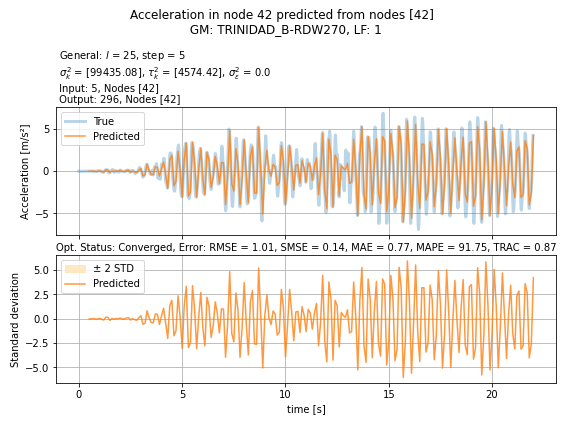 Acceleration in node 42 predicted from nodes [42]
GM: TRINIDAD_B-RDW270, LF: 1
General: l = 25, step = 5
σ²ₖ = [99435.08], τ²ₖ = [4574.42], σ²ε = 0.0
Input: 5, Nodes [42]
Output: 296, Nodes [42]
True
Predicted
Acceleration [m/s²]
5
0
−5
Opt. Status: Converged, Error: RMSE = 1.01, SMSE = 0.14, MAE = 0.77, MAPE = 91.75, TRAC = 0.87
± 2 STD
Predicted
Standard deviation
5.0
2.5
0.0
−2.5
−5.0
0
5
10
15
20
time [s]